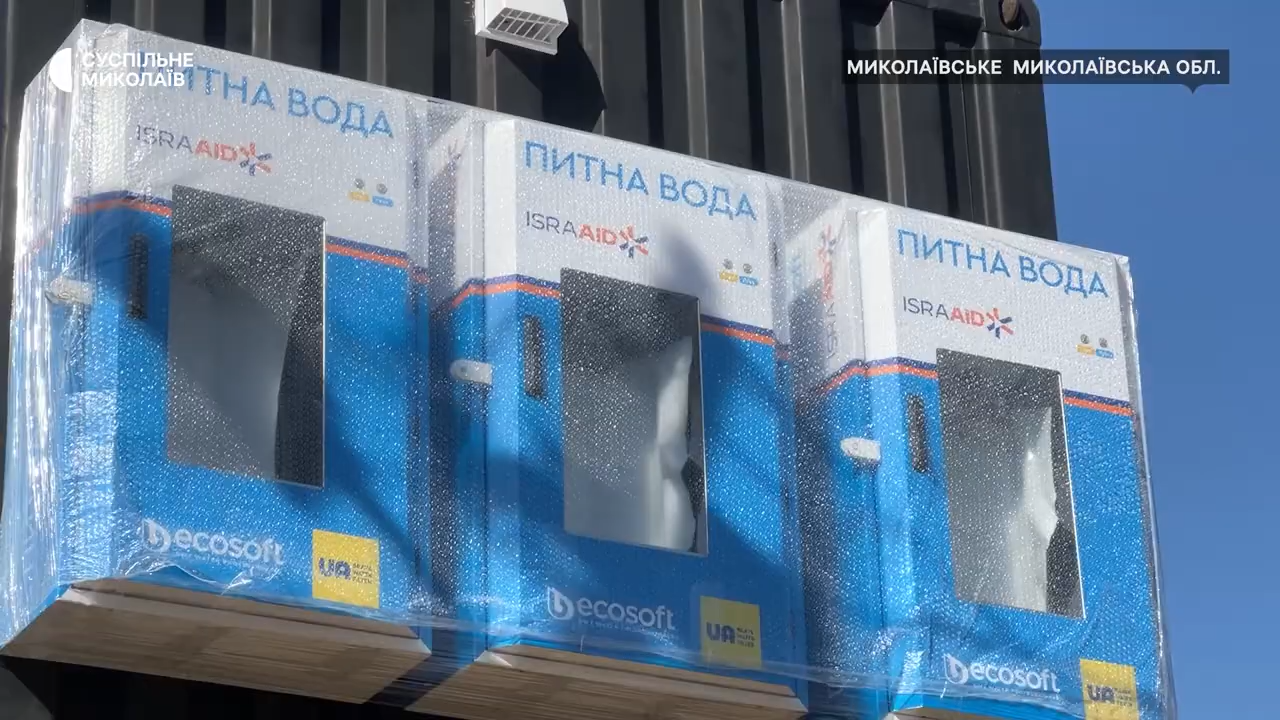 СУСПІЛЬНЕ
МИКОЛАЇВ
МИКОЛАЇВСЬКЕ МИКОЛАЇВСЬКА ОБЛ.
ПИТНА ВОДА
ISRAAID
ecosoft
UA
ПИТНА ВОДА
ISRAAID
ecosoft
UA
ПИТНА ВОДА
ISRAAID
ecosoft
UA